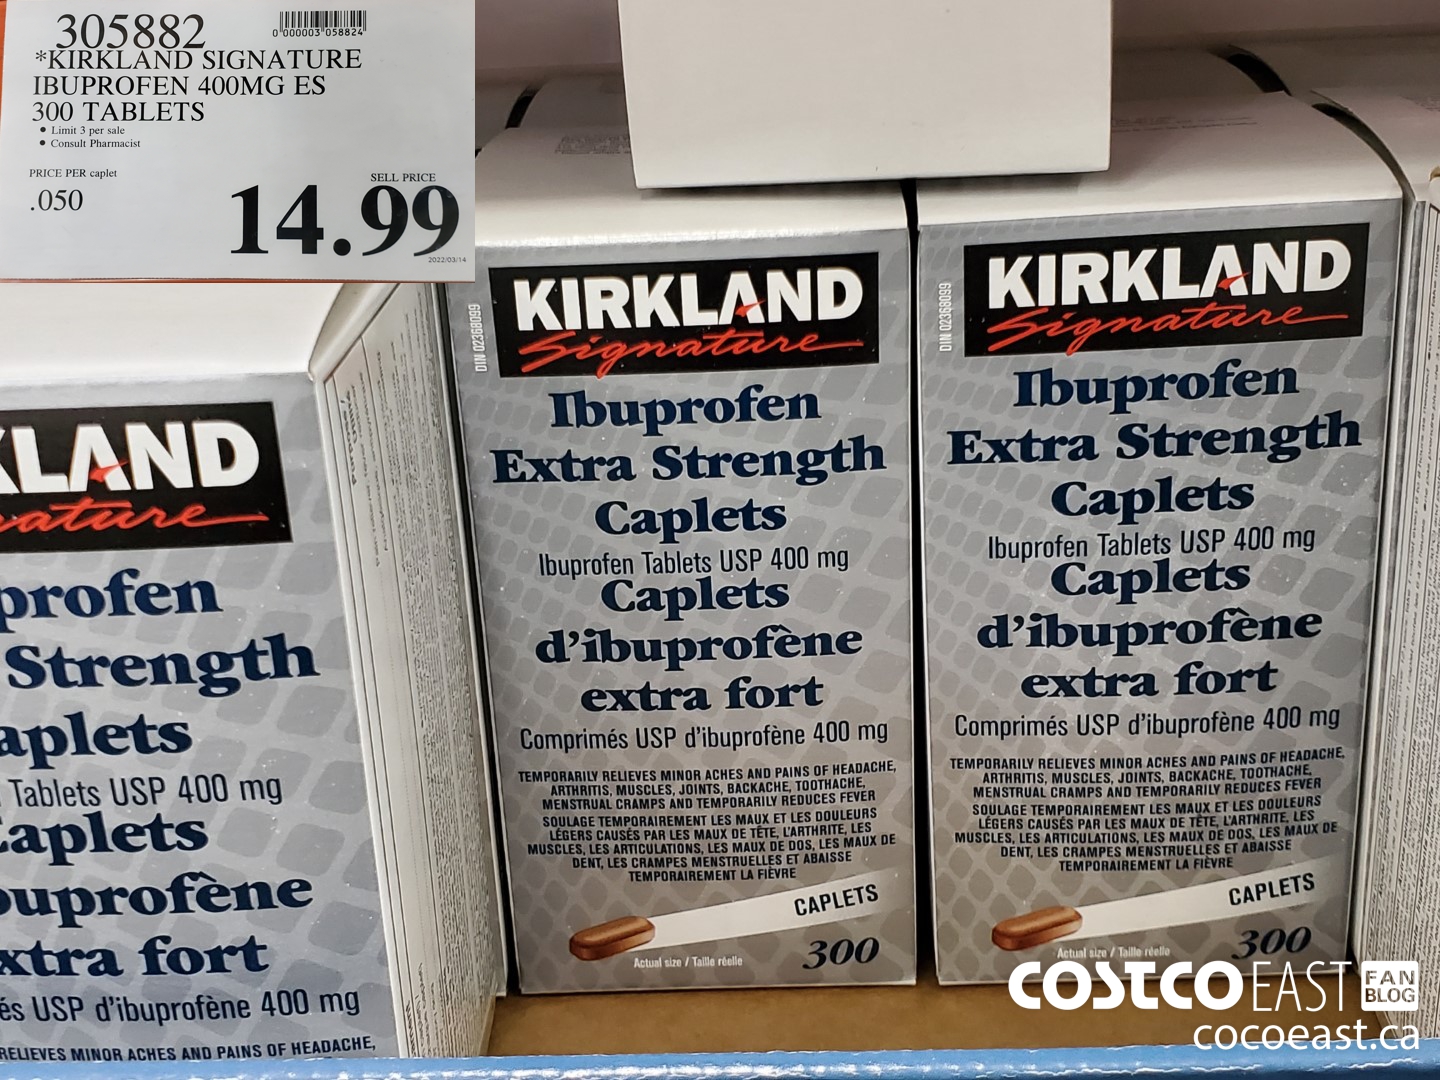 305882
0 000003 058824
*KIRKLAND SIGNATURE
IBUPROFEN 400MG ES
300 TABLETS
• Limit 3 per sale
• Consult Pharmacist
PRICE PER caplet
.050
SELL PRICE
14.99
2022/03/14
KLAND
nature
profen
Strength
aplets
Tablets USP 400 mg
Caplets
buprofène
xtra fort
és USP d'ibuprofène 400 mg
RELIEVES MINOR ACHES AND PAINS OF HEADACHE,
DIN 02368099
KIRKLAND
Signature
Ibuprofen
Extra Strength
Caplets
Ibuprofen Tablets USP 400 mg
Caplets
d'ibuprofène
extra fort
Comprimés USP d'ibuprofène 400 mg
TEMPORARILY RELIEVES MINOR ACHES AND PAINS OF HEADACHE,
ARTHRITIS, MUSCLES, JOINTS, BACKACHE, TOOTHACHE,
MENSTRUAL CRAMPS AND TEMPORARILY REDUCES FEVER
SOULAGE TEMPORAIREMENT LES MAUX ET LES DOULEURS
LÉGERS CAUSÉS PAR LES MAUX DE TÊTE, L'ARTHRITE, LES
MUSCLES, LES ARTICULATIONS, LES MAUX DE DOS, LES MAUX DE
DENT, LES CRAMPES MENSTRUELLES ET ABAISSE
TEMPORAIREMENT LA FIÈVRE
CAPLETS
Actual size / Taille réelle
300
DIN 02368099
KIRKLAND
Signature
Ibuprofen
Extra Strength
Caplets
Ibuprofen Tablets USP 400 mg
Caplets
d'ibuprofène
extra fort
Comprimés USP d'ibuprofène 400 mg
TEMPORARILY RELIEVES MINOR ACHES AND PAINS OF HEADACHE,
ARTHRITIS, MUSCLES, JOINTS, BACKACHE, TOOTHACHE,
MENSTRUAL CRAMPS AND TEMPORARILY REDUCES FEVER
SOULAGE TEMPORAIREMENT LES MAUX ET LES DOULEURS
LÉGERS CAUSÉS PAR LES MAUX DE TÊTE, L'ARTHRITE, LES
MUSCLES, LES ARTICULATIONS, LES MAUX DE DOS, LES MAUX DE
DENT, LES CRAMPES MENSTRUELLES ET ABAISSE
TEMPORAIREMENT LA FIÈVRE
CAPLETS
Actual size / Taille réelle
300
COSTCO EAST FAN BLOG
cocoeast.ca